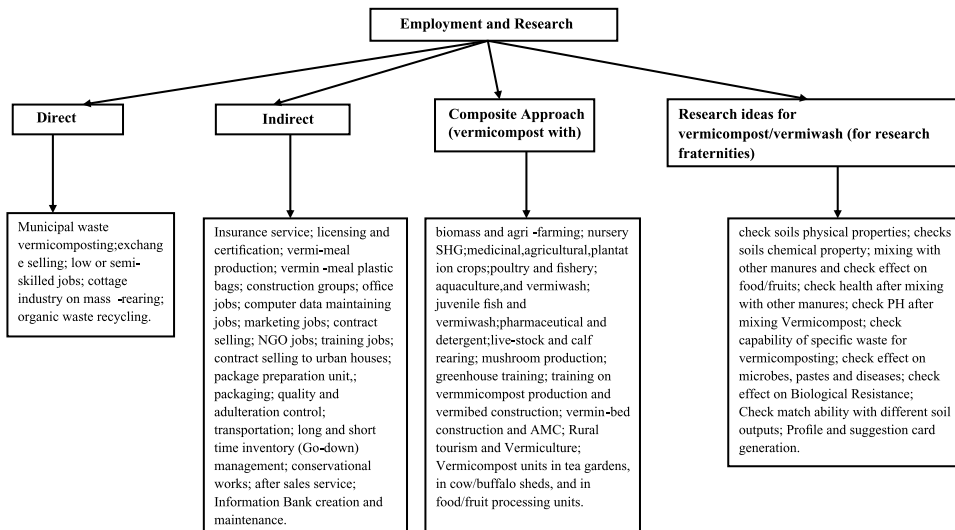 Employment and Research
Direct
Indirect
Composite Approach
(vermicompost with)
Research ideas for
vermicompost/vermiwash (for research
fraternities)
Municipal waste
vermicomposting;exchang
e selling; low or semi-
skilled jobs; cottage
industry on mass -rearing;
organic waste recycling.
Insurance service; licensing and
certification; vermi-meal
production; vermin -meal plastic
bags; construction groups; office
jobs; computer data maintaining
jobs; marketing jobs; contract
selling; NGO jobs; training jobs;
contract selling to urban houses;
package preparation unit,;
packaging; quality and
adulteration control;
transportation; long and short
time inventory (Go-down)
management; conservational
works; after sales service;
Information Bank creation and
maintenance.
biomass and agri -farming; nursery
SHG;medicinal,agricultural,plantat
ion crops;poultry and fishery;
aquaculture,and vermiwash;
juvenile fish and
vermiwash;pharmaceutical and
detergent;live-stock and calf
rearing; mushroom production;
greenhouse training; training on
vermmicompost production and
vermibed construction; vermin-bed
construction and AMC; Rural
tourism and Vermiculture;
Vermicompost units in tea gardens,
in cow/buffalo sheds, and in
food/fruit processing units.
check soils physical properties; checks
soils chemical property; mixing with
other manures and check effect on
food/fruits; check health after mixing
with other manures; check PH after
mixing Vermicompost; check
capability of specific waste for
vermicomposting; check effect on
microbes, pastes and diseases; check
effect on Biological Resistance;
Check match ability with different soil
outputs; Profile and suggestion card
generation.